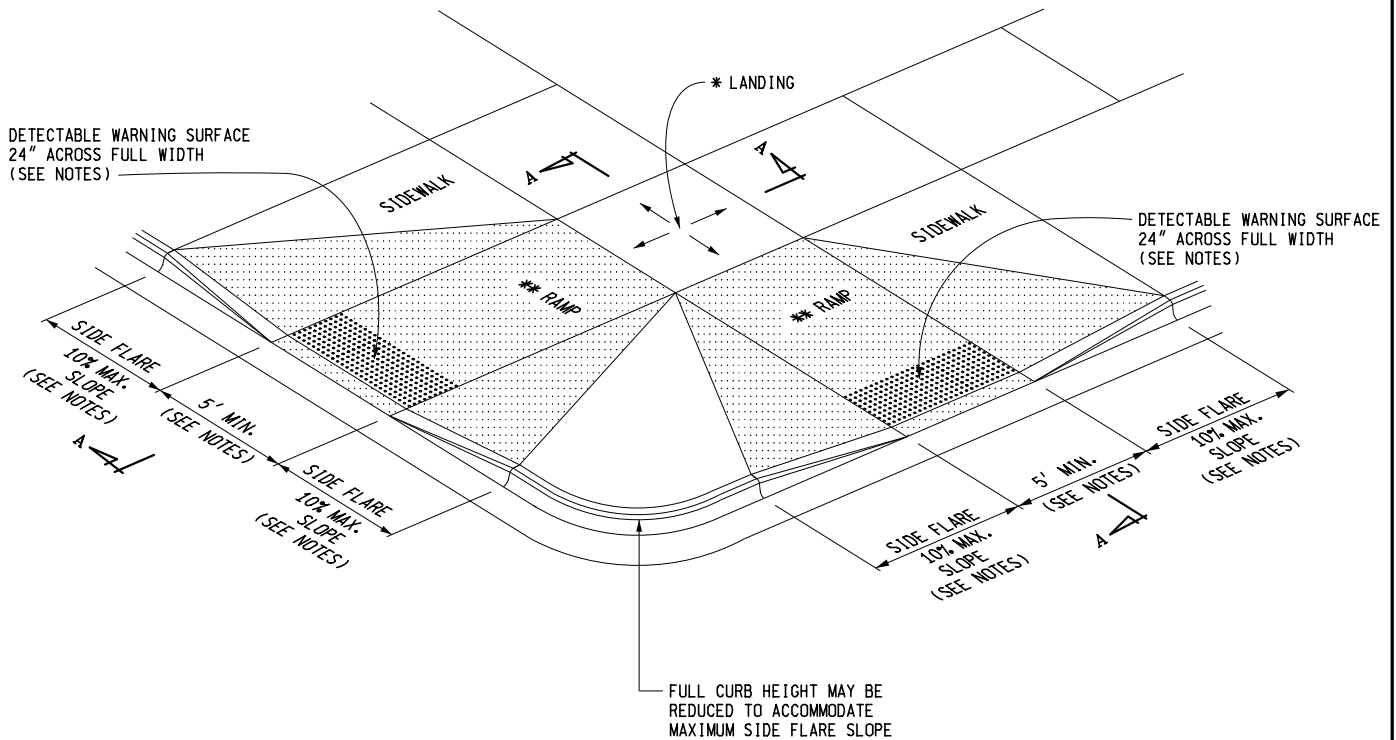 * LANDING
DETECTABLE WARNING SURFACE
24" ACROSS FULL WIDTH
(SEE NOTES)
A
A
SIDEWALK
SIDEWALK
DETECTABLE WARNING SURFACE
24" ACROSS FULL WIDTH
(SEE NOTES)
** RAMP
** RAMP
SIDE FLARE
10% MAX.
SLOPE
(SEE NOTES)
5' MIN.
(SEE NOTES)
SIDE FLARE
10% MAX.
SLOPE
(SEE NOTES)
A
SIDE FLARE
10% MAX.
SLOPE
(SEE NOTES)
5' MIN.
(SEE NOTES)
SIDE FLARE
10% MAX.
SLOPE
(SEE NOTES)
A
FULL CURB HEIGHT MAY BE
REDUCED TO ACCOMMODATE
MAXIMUM SIDE FLARE SLOPE